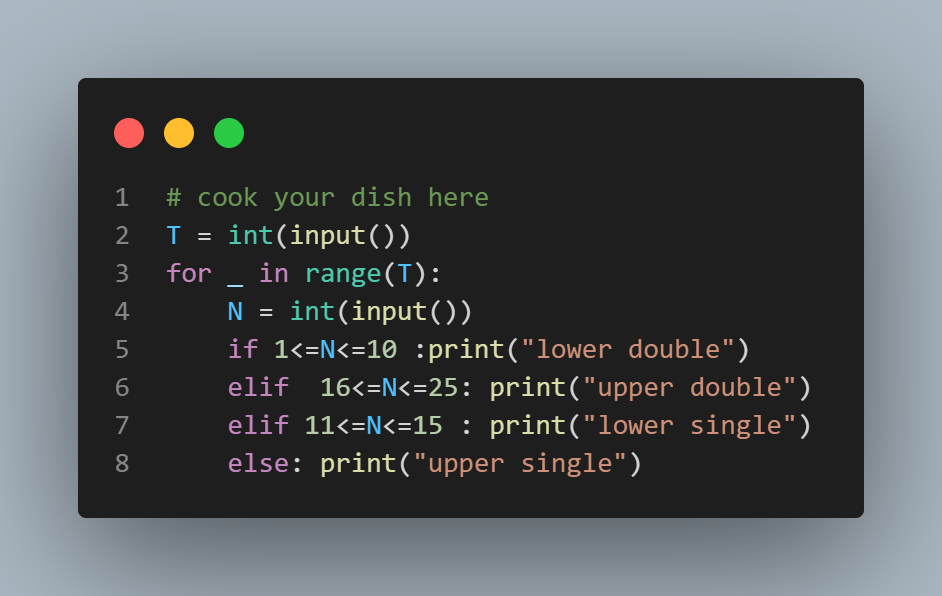 1 # cook your dish here
2 T = int(input())
3 for _ in range(T):
4     N = int(input())
5     if 1<=N<=10 :print("lower double")
6     elif  16<=N<=25: print("upper double")
7     elif 11<=N<=15 : print("lower single")
8     else: print("upper single")